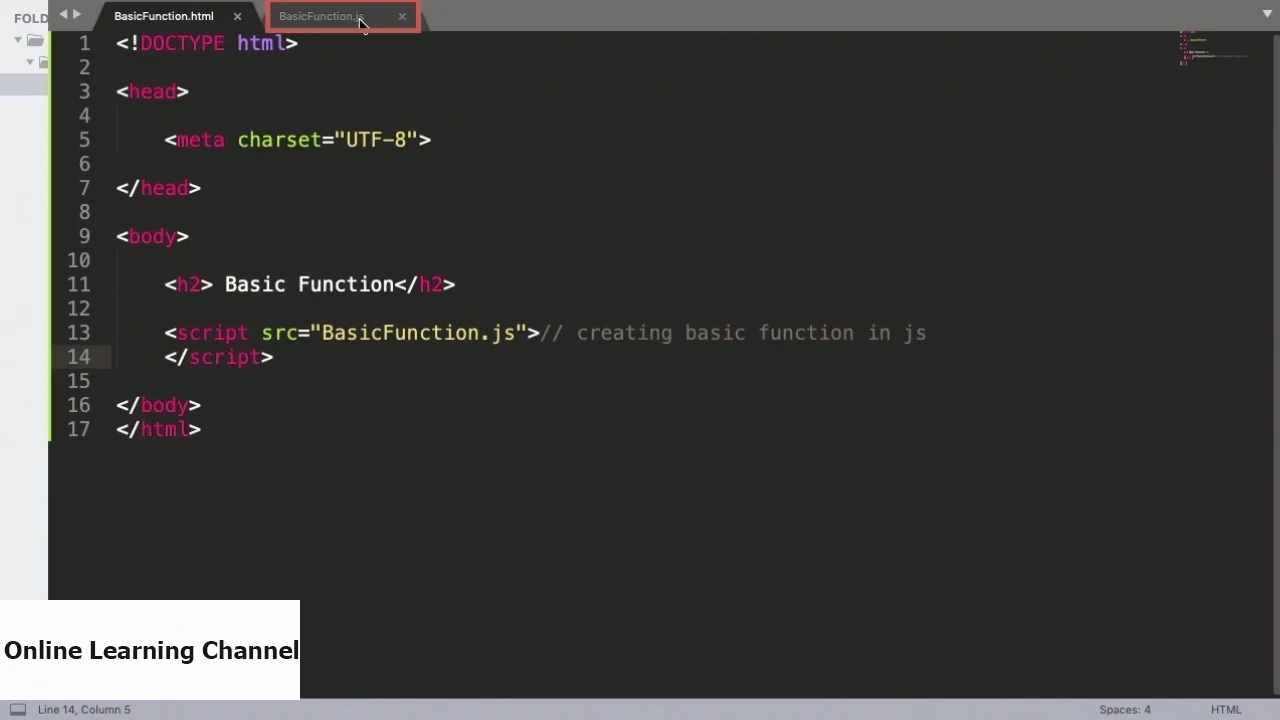 FOLD
BasicFunction.html ×
BasicFunction.js ×
1 <!DOCTYPE html>
2
3 <head>
4
5 <meta charset="UTF-8">
6
7 </head>
8
9 <body>
10
11 <h2> Basic Function</h2>
12
13 <script src="BasicFunction.js">// creating basic function in js
14 </script>
15
16 </body>
17 </html>
Online Learning Channel
Line 14, Column 5
Spaces: 4
HTML